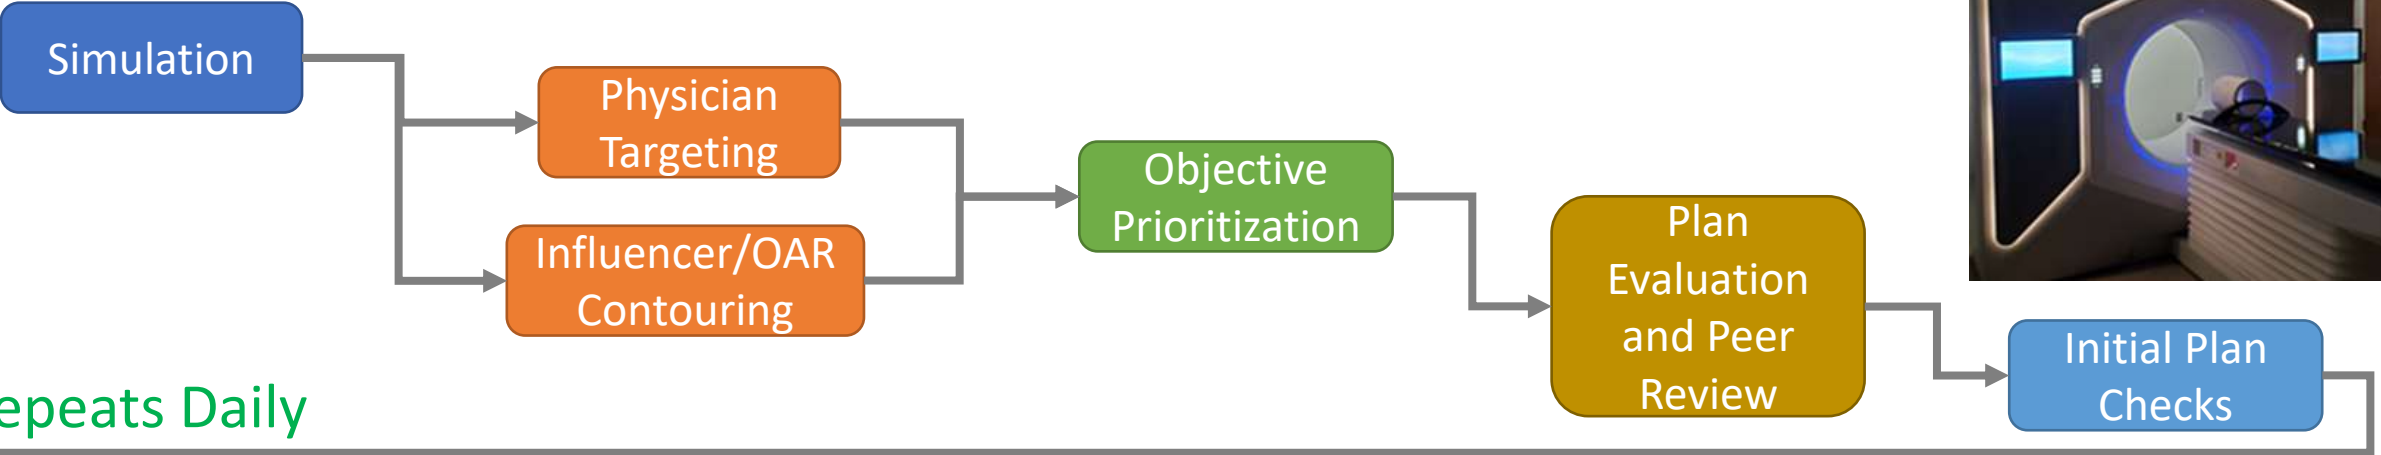 Simulation
Physician
Targeting
Influencer/OAR
Contouring
Objective
Prioritization
Plan
Evaluation
and Peer
Review
Initial Plan
Checks
epeats Daily